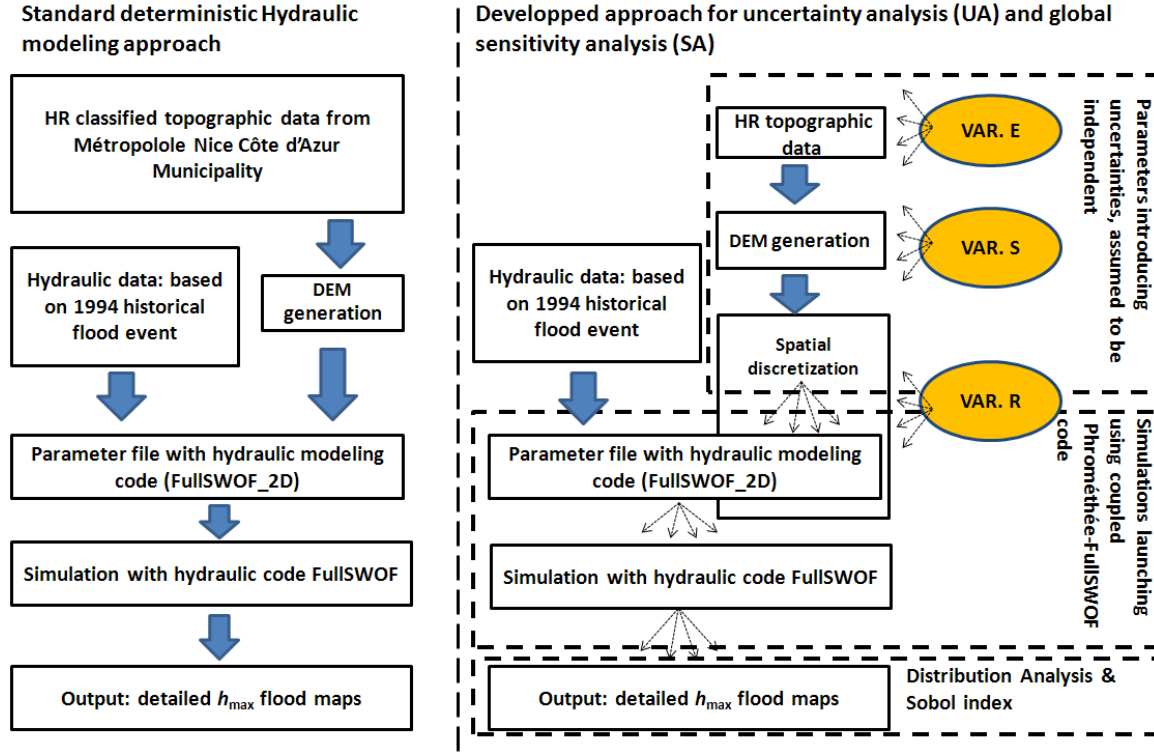 Standard deterministic Hydraulic
modeling approach
HR classified topographic data from
Métropolole Nice Côte d'Azur
Municipality
Hydraulic data: based
on 1994 historical
flood event
DEM
generation
Parameter file with hydraulic modeling
code (FullSWOF_2D)
Simulation with hydraulic code FullSWOF
Output: detailed hmax flood maps
Developped approach for uncertainty analysis (UA) and global
sensitivity analysis (SA)
HR topographic
data
VAR. E
DEM generation
VAR. S
Hydraulic data: based
on 1994 historical
flood event
Spatial
discretization
VAR. R
Parameters introducing
uncertainties, assumed to be
independent
Parameter file with hydraulic modeling
code (FullSWOF_2D)
Simulation with hydraulic code FullSWOF
Simulations launching
using coupled
Phrométhée-FullSWOF
code
Output: detailed hmax flood maps
Distribution Analysis &
Sobol index